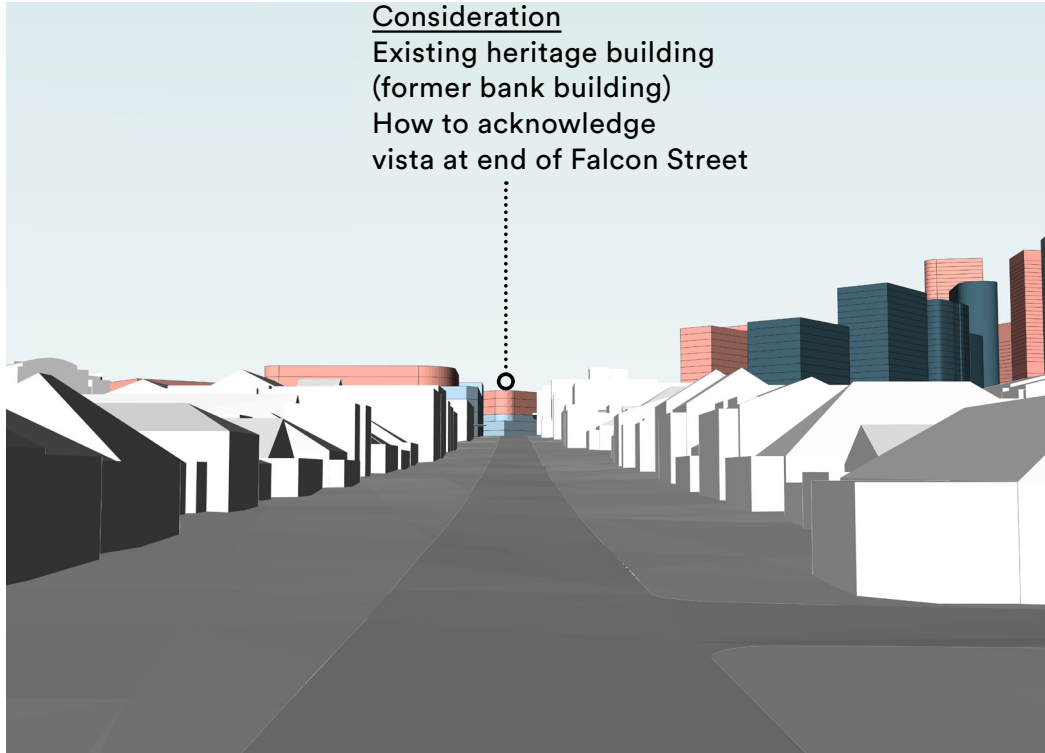 Consideration
Existing heritage building
(former bank building)
How to acknowledge
vista at end of Falcon Street